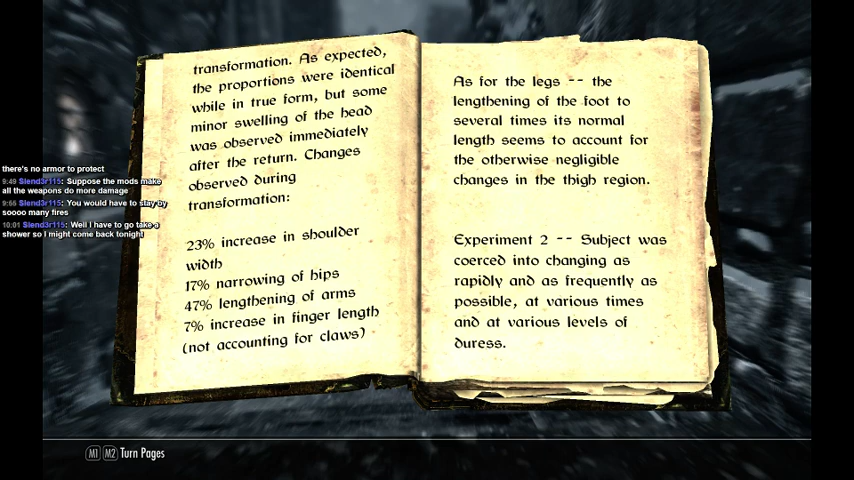 there's no armor to protect
9:49 Slend3r115: Suppose the mods make
all the weapons do more damage
9:55 Slend3r115: You would have to stay by
soooo many fires
10:01 Slend3r115: Well I have to go take a
shower so I might come back tonight
transformation. As expected,
the proportions were identical
while in true form, but some
minor swelling of the head
was observed immediately
after the return. Changes
observed during
transformation:
23% increase in shoulder
width
17% narrowing of hips
47% lengthening of arms
7% increase in finger length
(not accounting for claws)
As for the legs -- the
lengthening of the foot to
several times its normal
length seems to account for
the otherwise negligible
changes in the thigh region.
Experiment 2 -- Subject was
coerced into changing as
rapidly and as frequently as
possible, at various times
and at various levels of
duress.
M1 M2 Turn Pages